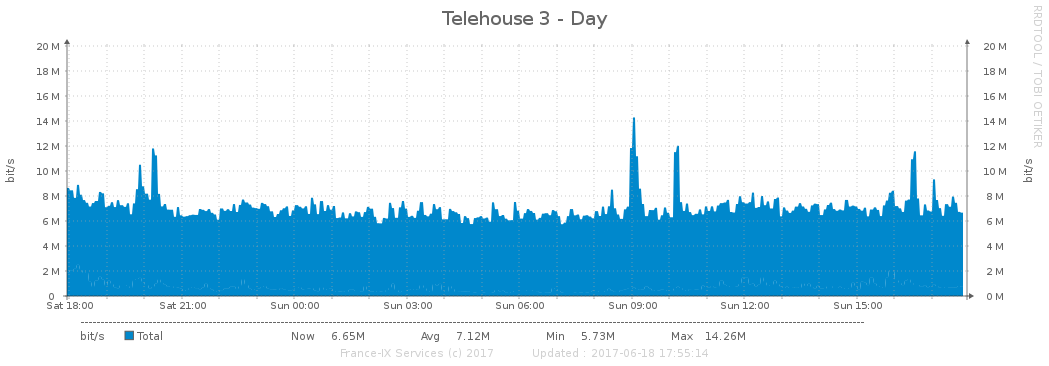 Telehouse 3 - Day
RRDTOOL / TOBI OETIKER
bit/s
bit/s
20 M 20 M
18 M 18 M
16 M 16 M
14 M 14 M
12 M 12 M
10 M 10 M
8 M 8 M
6 M 6 M
4 M 4 M
2 M 2 M
0 0 M
Sat 18:00 Sat 21:00 Sun 00:00 Sun 03:00 Sun 06:00 Sun 09:00 Sun 12:00 Sun 15:00
bit/s Total Now 6.65M Avg 7.12M Min 5.73M Max 14.26M
France-IX Services (c) 2017 Updated : 2017-06-18 17:55:14